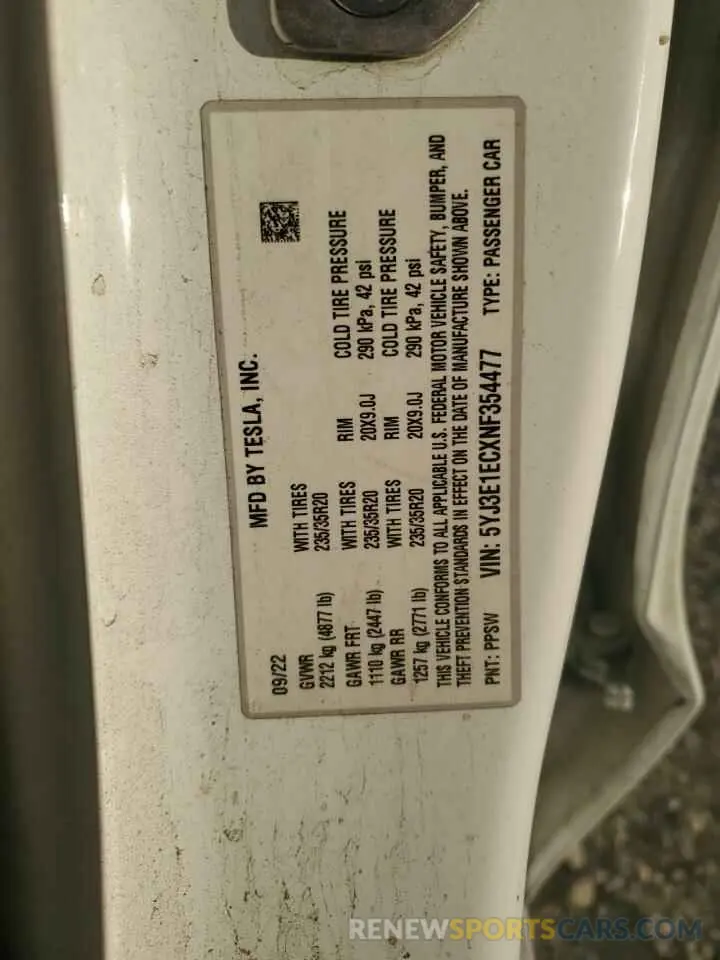 MFD BY TESLA, INC.
09/22
GVWR WITH TIRES RIM COLD TIRE PRESSURE
2212 kg (4877 lb) 235/35R20
GAWR FRT WITH TIRES RIM COLD TIRE PRESSURE
1110 kg (2447 lb) 235/35R20 20X9.0J 290 kPa, 42 psi
GAWR RR WITH TIRES RIM COLD TIRE PRESSURE
1257 kg (2771 lb) 235/35R20 20X9.0J 290 kPa, 42 psi
THIS VEHICLE CONFORMS TO ALL APPLICABLE U.S. FEDERAL MOTOR VEHICLE SAFETY, BUMPER, AND
THEFT PREVENTION STANDARDS IN EFFECT ON THE DATE OF MANUFACTURE SHOWN ABOVE.
PNT: PPSW VIN: 5YJ3E1ECXNF354477 TYPE: PASSENGER CAR
RENEWSPORTSCARS.COM